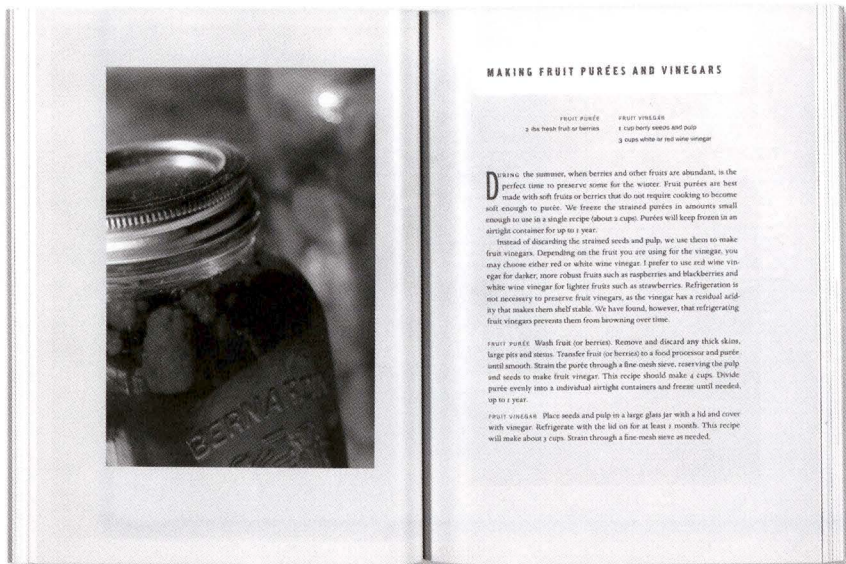 BERNAR
MAKING FRUIT PURÉES AND VINEGARS
FRUIT PURÉE
2 lbs fresh fruit or berries
FRUIT VINEGAR
1 cup berry seeds and pulp
3 cups white or red wine vinegar
DURING the summer, when berries and other fruits are abundant, is the
perfect time to preserve some for the winter. Fruit purées are best
made with soft fruits or berries that do not require cooking to become
soft enough to purée. We freeze the strained purées in amounts small
enough to use in a single recipe (about 2 cups). Purées will keep frozen in an
airtight container for up to 1 year.
Instead of discarding the strained seeds and pulp, we use them to make
fruit vinegars. Depending on the fruit you are using for the vinegar, you
may choose either red or white wine vinegar. I prefer to use red wine vin-
egar for darker, more robust fruits such as raspberries and blackberries and
white wine vinegar for lighter fruits such as strawberries. Refrigeration is
not necessary to preserve fruit vinegars, as the vinegar has a residual acid-
ity that makes them shelf stable. We have found, however, that refrigerating
fruit vinegars prevents them from browning over time.
FRUIT PURÉE Wash fruit (or berries). Remove and discard any thick skins,
large pits and stems. Transfer fruit (or berries) to a food processor and purée
until smooth. Strain the purée through a fine-mesh sieve, reserving the pulp
and seeds to make fruit vinegar. This recipe should make 4 cups. Divide
purée evenly into 2 individual airtight containers and freeze until needed,
up to 1 year.
FRUIT VINEGAR Place seeds and pulp in a large glass jar with a lid and cover
with vinegar. Refrigerate with the lid on for at least 1 month. This recipe
will make about 3 cups. Strain through a fine-mesh sieve as needed.